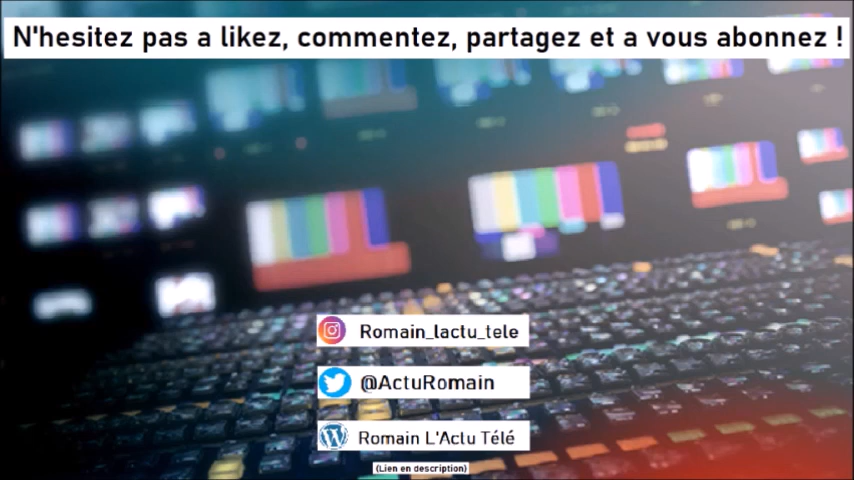 N'hesitez pas a likez, commentez, partagez et a vous abonnez !
Romain_lactu_tele
@ActuRomain
Romain L'Actu Télé
(Lien en description)